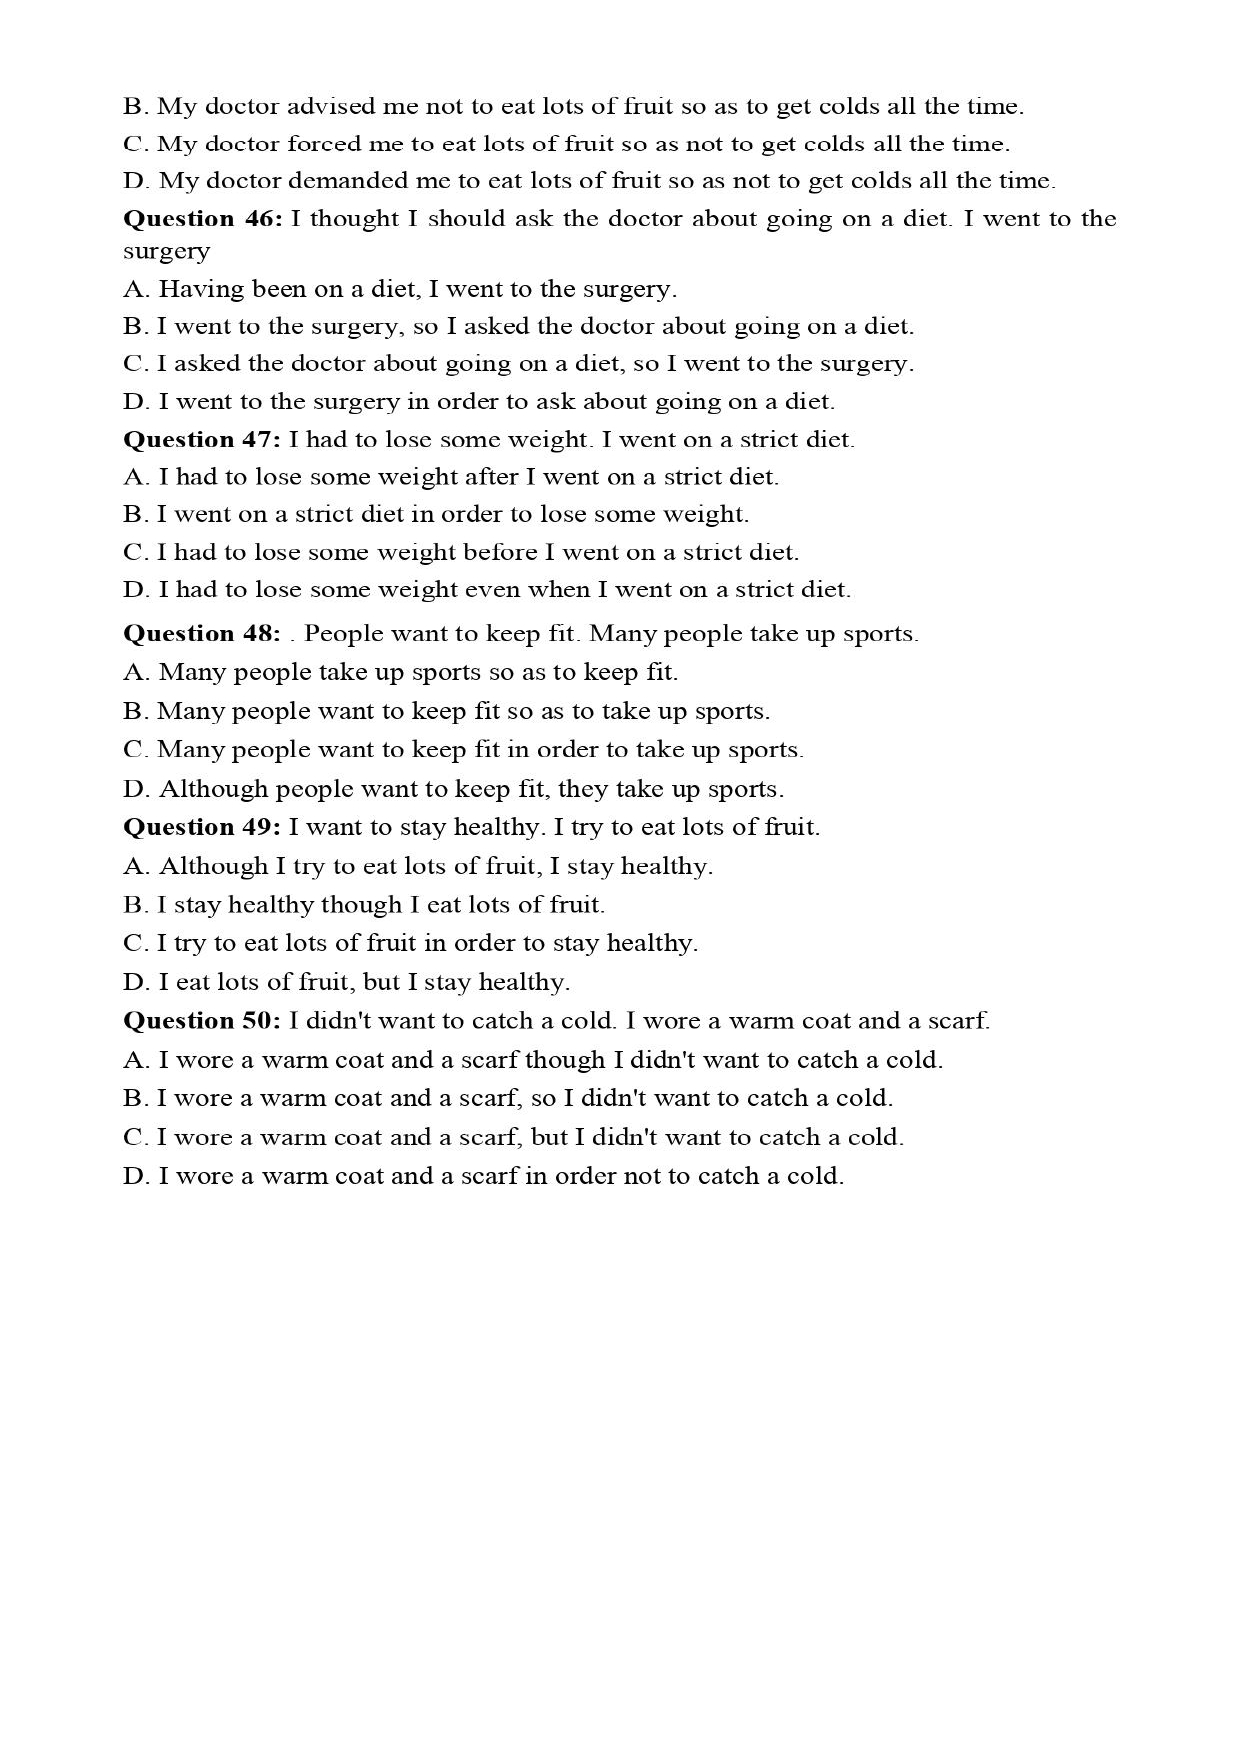 B. My doctor advised me not to eat lots of fruit so as to get colds all the time.
C. My doctor forced me to eat lots of fruit so as not to get colds all the time.
D. My doctor demanded me to eat lots of fruit so as not to get colds all the time.
Question 46: I thought I should ask the doctor about going on a diet. I went to the
surgery
A. Having been on a diet, I went to the surgery.
B. I went to the surgery, so I asked the doctor about going on a diet.
C. I asked the doctor about going on a diet, so I went to the surgery.
D. I went to the surgery in order to ask about going on a diet.
Question 47: I had to lose some weight. I went on a strict diet.
A. I had to lose some weight after I went on a strict diet.
B. I went on a strict diet in order to lose some weight.
C. I had to lose some weight before I went on a strict diet.
D. I had to lose some weight even when I went on a strict diet.
Question 48: . People want to keep fit. Many people take up sports.
A. Many people take up sports so as to keep fit.
B. Many people want to keep fit so as to take up sports.
C. Many people want to keep fit in order to take up sports.
D. Although people want to keep fit, they take up sports.
Question 49: I want to stay healthy. I try to eat lots of fruit.
A. Although I try to eat lots of fruit, I stay healthy.
B. I stay healthy though I eat lots of fruit.
C. I try to eat lots of fruit in order to stay healthy.
D. I eat lots of fruit, but I stay healthy.
Question 50: I didn't want to catch a cold. I wore a warm coat and a scarf.
A. I wore a warm coat and a scarf though I didn't want to catch a cold.
B. I wore a warm coat and a scarf, so I didn't want to catch a cold.
C. I wore a warm coat and a scarf, but I didn't want to catch a cold.
D. I wore a warm coat and a scarf in order not to catch a cold.